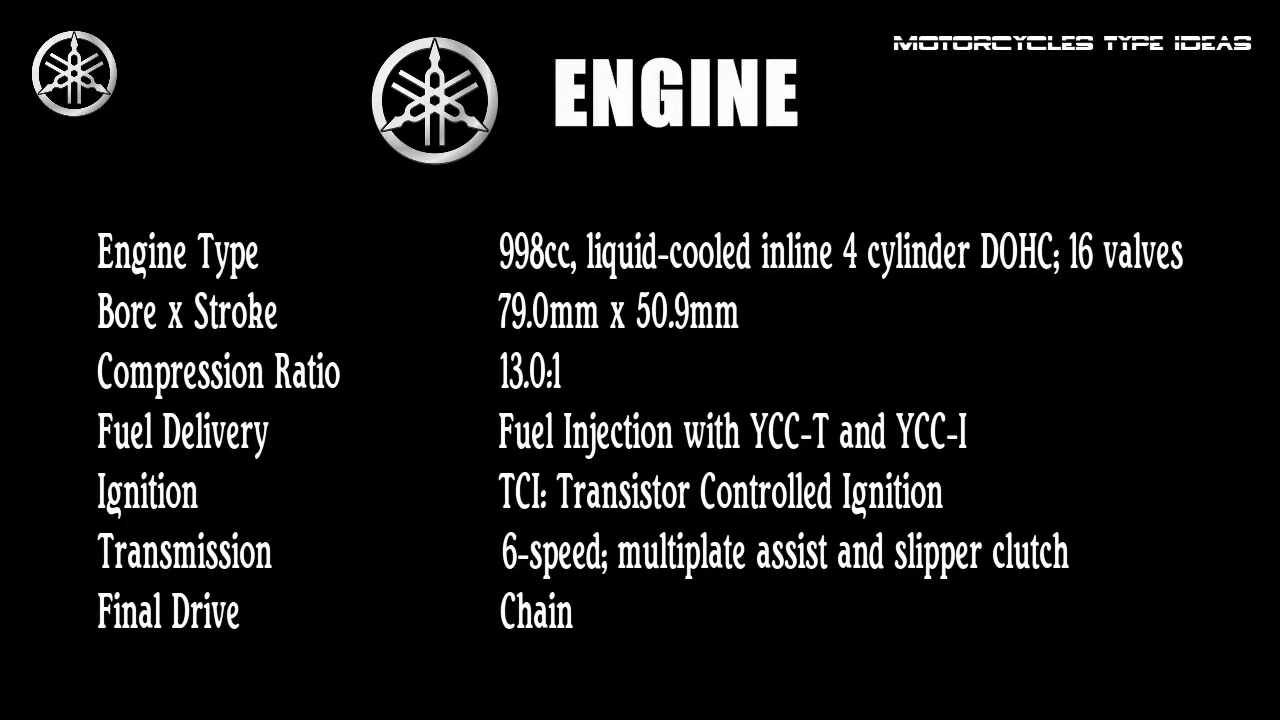 MOTORCYCLES TYPE IDEAS
ENGINE
Engine Type 998cc, liquid-cooled inline 4 cylinder DOHC; 16 valves
Bore x Stroke 79.0mm x 50.9mm
Compression Ratio 13.0:1
Fuel Delivery Fuel Injection with YCC-T and YCC-I
Ignition TCI: Transistor Controlled Ignition
Transmission 6-speed; multiplate assist and slipper clutch
Final Drive Chain